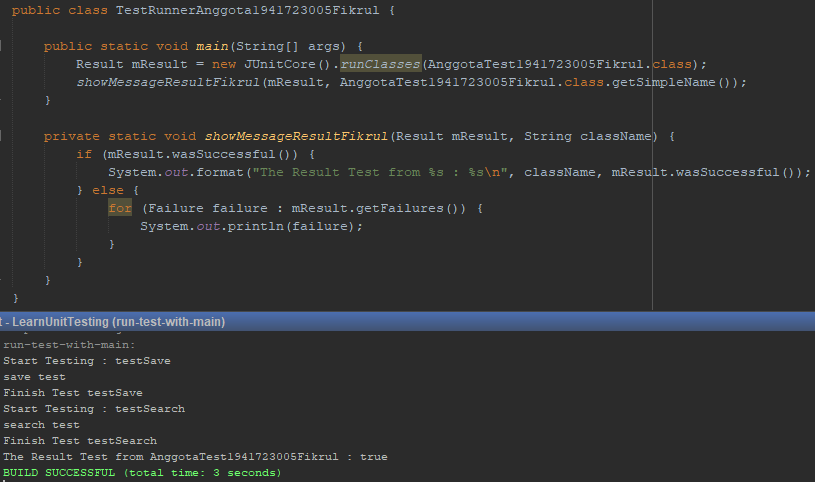 public class TestRunnerAnggota1941723005Fikrul {
public static void main(String[] args) {
Result mResult = new JUnitCore().runClasses(AnggotaTest1941723005Fikrul.class);
showMessageResultFikrul(mResult, AnggotaTest1941723005Fikrul.class.getSimpleName());
}
private static void showMessageResultFikrul(Result mResult, String className) {
if (mResult.wasSuccessful()) {
System.out.format("The Result Test from %s : %s\n", className, mResult.wasSuccessful());
} else {
for (Failure failure : mResult.getFailures()) {
System.out.println(failure);
}
}
}
}
t - LearnUnitTesting (run-test-with-main)
run-test-with-main:
Start Testing : testSave
save test
Finish Test testSave
Start Testing : testSearch
search test
Finish Test testSearch
The Result Test from AnggotaTest1941723005Fikrul : true
BUILD SUCCESSFUL (total time: 3 seconds)